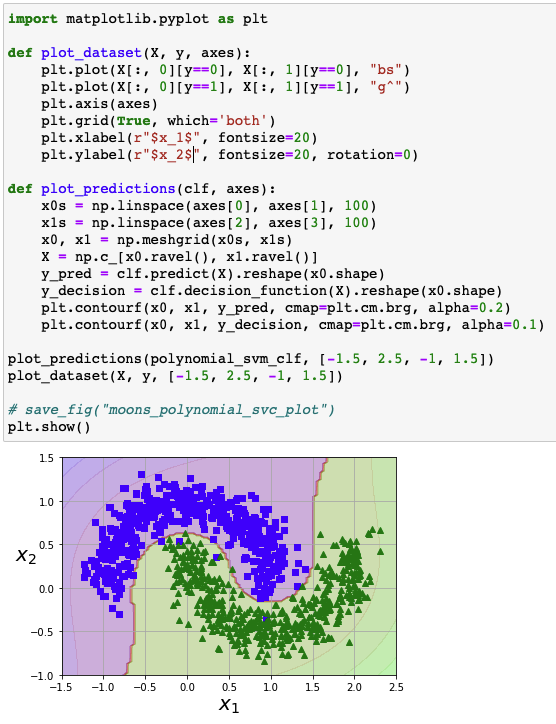 import matplotlib.pyplot as plt
def plot_dataset(X, y, axes):
    plt.plot(X[:, 0][y==0], X[:, 1][y==0], "bs")
    plt.plot(X[:, 0][y==1], X[:, 1][y==1], "g^")
    plt.axis(axes)
    plt.grid(True, which='both')
    plt.xlabel(r"$x_1$", fontsize=20)
    plt.ylabel(r"$x_2$", fontsize=20, rotation=0)
def plot_predictions(clf, axes):
    x0s = np.linspace(axes[0], axes[1], 100)
    x1s = np.linspace(axes[2], axes[3], 100)
    x0, x1 = np.meshgrid(x0s, x1s)
    X = np.c_[x0.ravel(), x1.ravel()]
    y_pred = clf.predict(X).reshape(x0.shape)
    y_decision = clf.decision_function(X).reshape(x0.shape)
    plt.contourf(x0, x1, y_pred, cmap=plt.cm.brg, alpha=0.2)
    plt.contourf(x0, x1, y_decision, cmap=plt.cm.brg, alpha=0.1)
plot_predictions(polynomial_svm_clf, [-1.5, 2.5, -1, 1.5])
plot_dataset(X, y, [-1.5, 2.5, -1, 1.5])
# save_fig("moons_polynomial_svc_plot")
plt.show()
1.5
1.0
0.5
x2
0.0
−0.5
−1.0
−1.5 −1.0 −0.5 0.0 0.5 1.0 1.5 2.0 2.5
x1